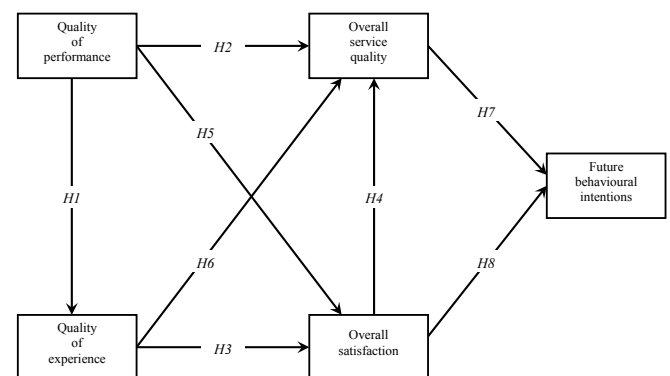 Quality
of
performance
H2
Overall
service
quality
H5
H7
H1
H4
Future
behavioural
intentions
H6
H8
Quality
of
experience
H3
Overall
satisfaction